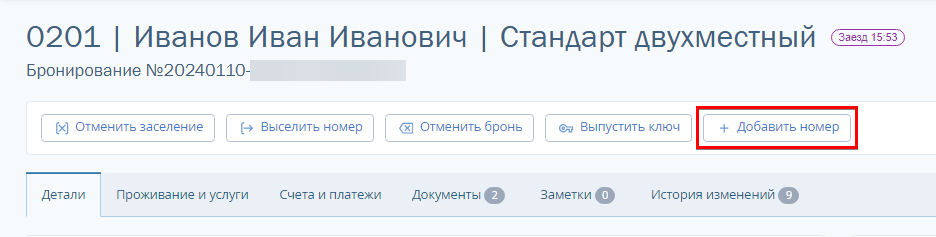 0201 | Иванов Иван Иванович | Стандарт двухместный Заезд 15:53
Бронирование №20240110-
Отменить заселение Выселить номер Отменить бронь Выпустить ключ + Добавить номер
Детали Проживание и услуги Счета и платежи Документы 2 Заметки 0 История изменений 9